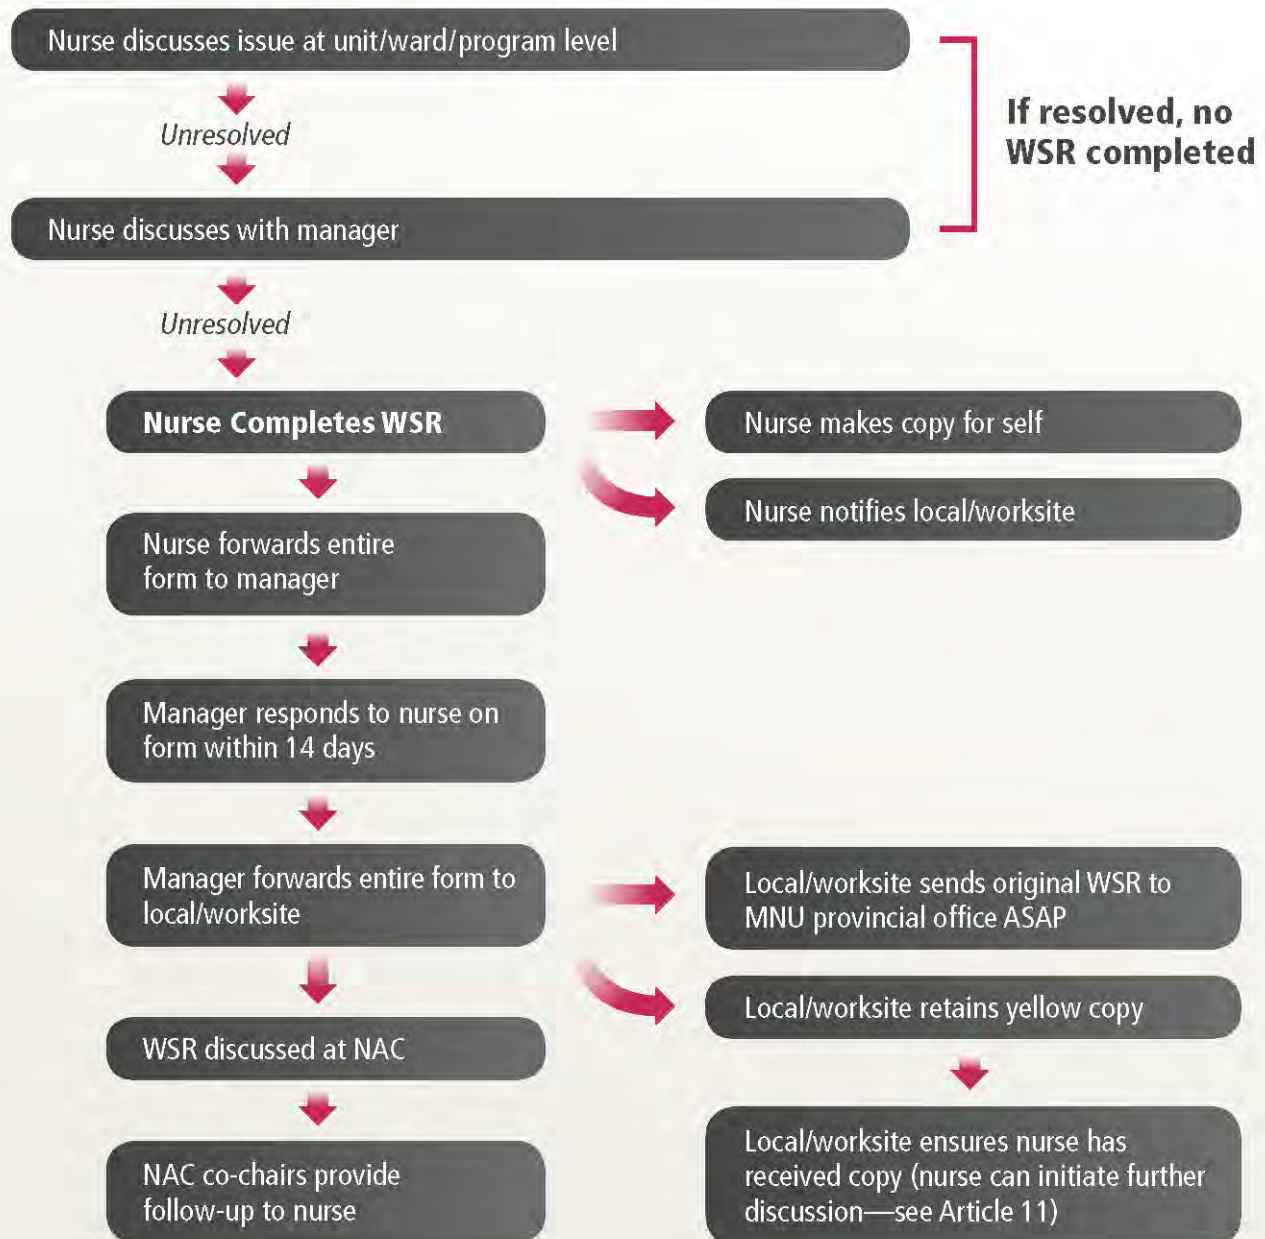 Nurse discusses issue at unit/ward/program level
If resolved, no
WSR completed
Unresolved
Nurse discusses with manager
Unresolved
Nurse Completes WSR
Nurse makes copy for self
Nurse notifies local/worksite
Nurse forwards entire
form to manager
Manager responds to nurse on
form within 14 days
Manager forwards entire form to
local/worksite
Local/worksite sends original WSR to
MNU provincial office ASAP
Local/worksite retains yellow copy
WSR discussed at NAC
Local/worksite ensures nurse has
received copy (nurse can initiate further
discussion—see Article 11)
NAC co-chairs provide
follow-up to nurse